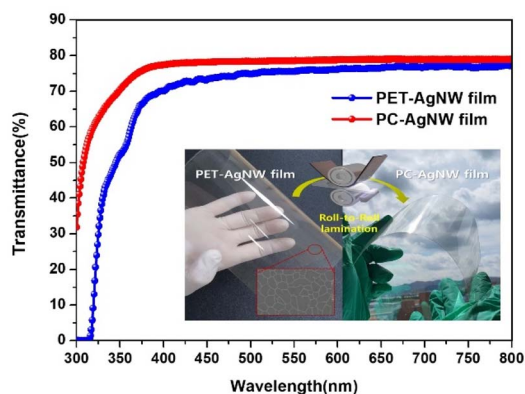 90
80
70
60
50
40
30
20
10
0
Transmittance(%)
300 350 400 450 500 550 600 650 700 750 800
Wavelength(nm)
PET-AgNW film
PC-AgNW film
PET-AgNW film
PC-AgNW film
Roll-to-Roll
lamination